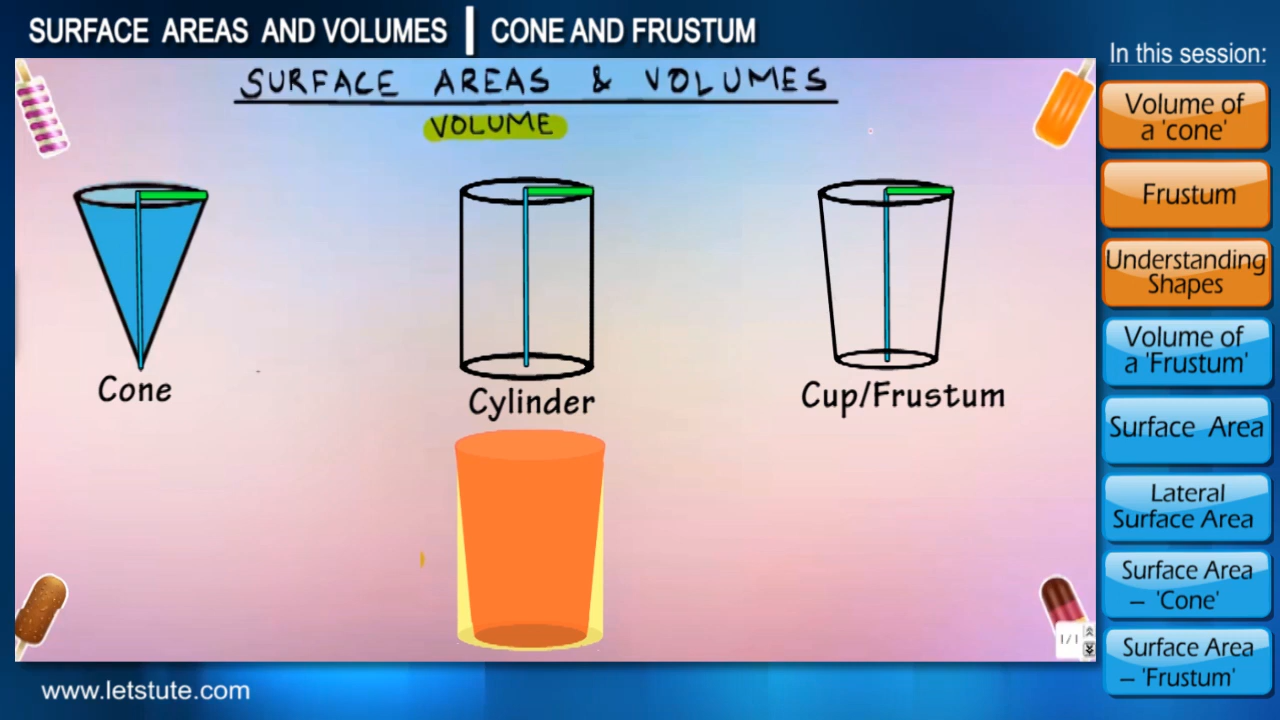 SURFACE AREAS AND VOLUMES | CONE AND FRUSTUM
SURFACE AREAS & VOLUMES
VOLUME
Cone
Cylinder
Cup/Frustum
1/1
www.letstute.com
In this session:
Volume of
a 'cone'
Frustum
Understanding
Shapes
Volume of
a 'Frustum'
Surface Area
Lateral
Surface Area
Surface Area
– 'Cone'
Surface Area
– 'Frustum'